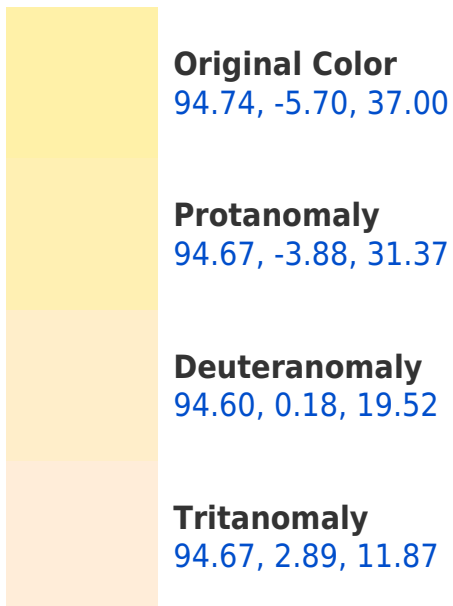 Original Color
94.74, -5.70, 37.00
Protanomaly
94.67, -3.88, 31.37
Deuteranomaly
94.60, 0.18, 19.52
Tritanomaly
94.67, 2.89, 11.87